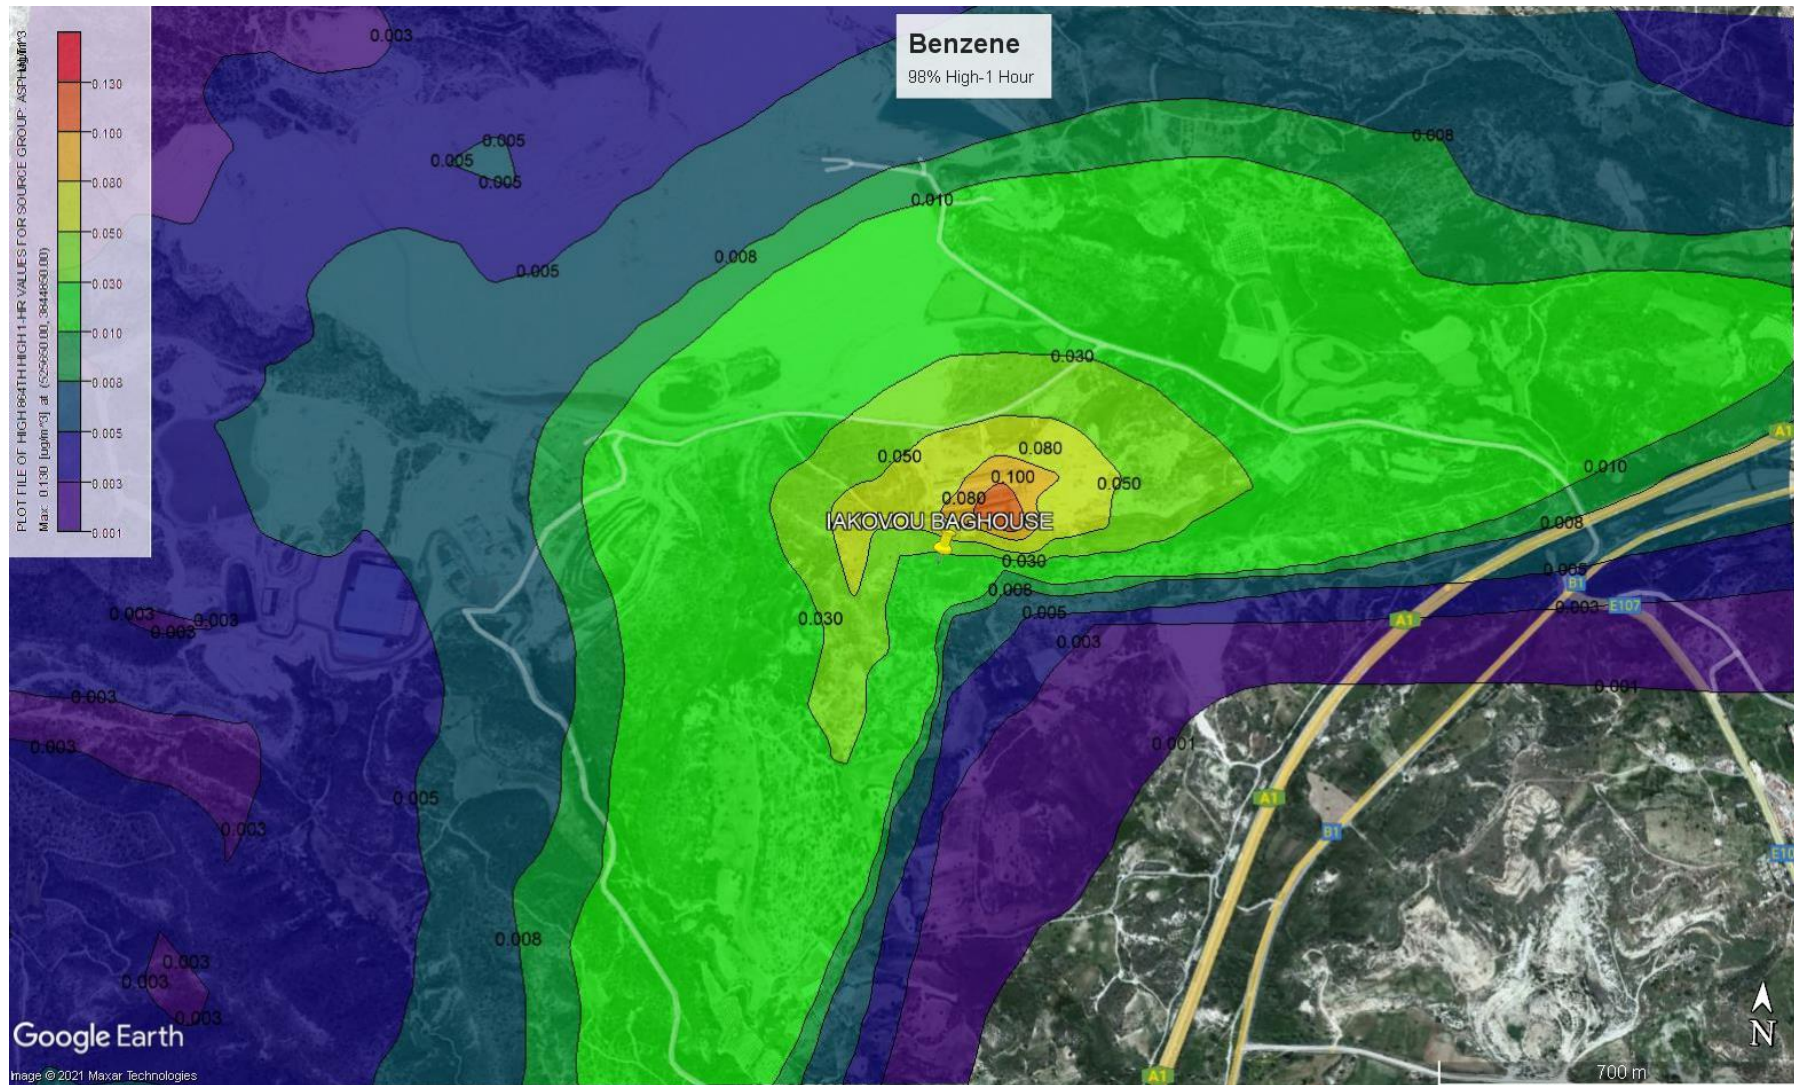 Benzene
98% High-1 Hour
PLOT FILE OF HIGH 864TH HIGH 1-HR VALUES FOR SOURCE GROUP: ASPHALT
Max: 0.130 [ug/m^3] at (525650.00, 3844650.00)
0.130
0.100
0.080
0.050
0.030
0.010
0.008
0.005
0.003
0.001
0.003
0.005
0.005
0.005
0.008
0.010
0.008
0.005
0.030
A1
0.080
0.050
0.100
0.050
0.080
0.010
IAKOVOU BAGHOUSE
0.008
0.030
0.005
B1
0.008
0.003
E107
0.005
0.003
0.003
0.003
0.030
A1
0.003
0.001
0.003
0.003
0.001
0.005
A1
0.003
B1
E10
0.008
0.003
0.003
0.003
N
Google Earth
700 m
Image © 2021 Maxar Technologies
A1